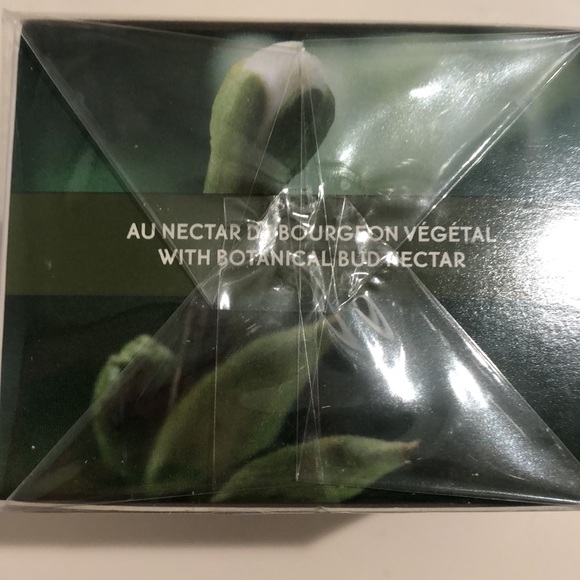 AU NECTAR DE BOURGEON VÉGÉTAL
WITH BOTANICAL BUD NECTAR